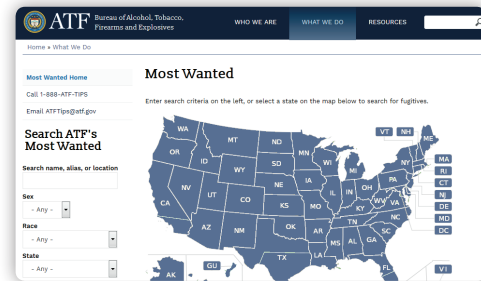 ATF Bureau of Alcohol, Tobacco,
Firearms and Explosives
WHO WE ARE
WHAT WE DO
RESOURCES
Home » What We Do
Most Wanted Home
Call 1-888-ATF-TIPS
Email ATFTips@atf.gov
Search ATF's
Most Wanted
Search name, alias, or location
Sex
- Any -
Race
- Any -
State
- Any -
Most Wanted
Enter search criteria on the left, or select a state on the map below to search for fugitives.
WA
MT
ND
MN
VT
NH
ME
OR
ID
WY
SD
WI
MI
NY
MA
RI
NV
UT
CO
NE
IA
IL
IN
OH
PA
CT
NJ
CA
KS
MO
KY
WV
VA
DE
MD
DC
AZ
NM
OK
AR
TN
NC
SC
TX
LA
MS
AL
GA
FL
AK
GU
VI